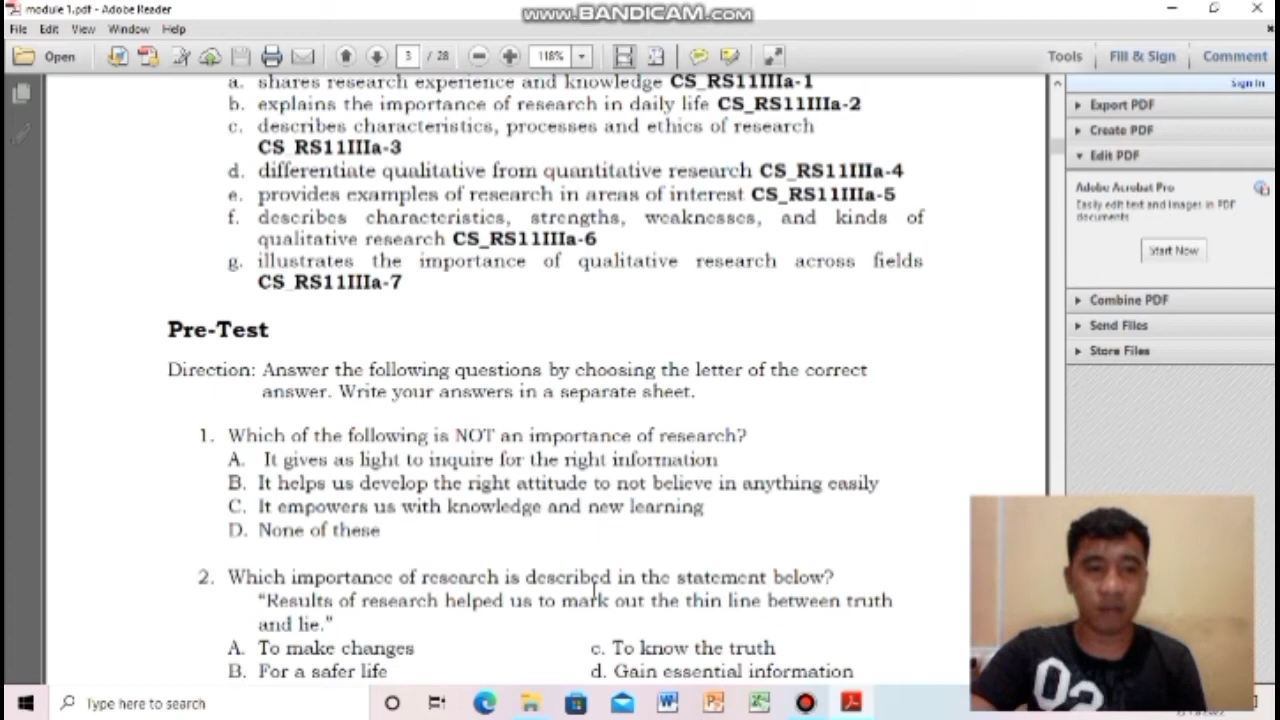 module 1.pdf - Adobe Reader
www.BANDICAM.com
File Edit View Window Help
Open
3 / 28
118%
Tools Fill & Sign Comment
Sign In
Export PDF
Create PDF
Edit PDF
Adobe Acrobat Pro
Easily edit text and images in PDF
documents
Start Now
Combine PDF
Send Files
Store Files
a. shares research experience and knowledge CS_RS11IIIa-1
b. explains the importance of research in daily life CS_RS11IIIa-2
c. describes characteristics, processes and ethics of research
CS_RS11IIIa-3
d. differentiate qualitative from quantitative research CS_RS11IIIa-4
e. provides examples of research in areas of interest CS_RS11IIIa-5
f. describes characteristics, strengths, weaknesses, and kinds of
qualitative research CS_RS11IIIa-6
g. illustrates the importance of qualitative research across fields
CS_RS11IIIa-7
Pre-Test
Direction: Answer the following questions by choosing the letter of the correct
answer. Write your answers in a separate sheet.
1. Which of the following is NOT an importance of research?
A. It gives as light to inquire for the right information
B. It helps us develop the right attitude to not believe in anything easily
C. It empowers us with knowledge and new learning
D. None of these
2. Which importance of research is described in the statement below?
"Results of research helped us to mark out the thin line between truth
and lie."
A. To make changes c. To know the truth
B. For a safer life d. Gain essential information
02
Type here to search